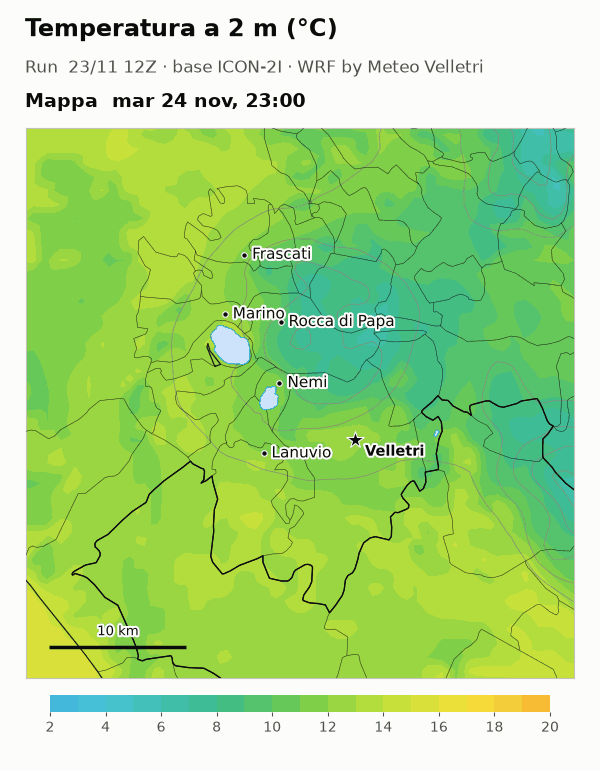 Temperatura a 2 m (°C)
Run  23/11 12Z · base ICON-2I · WRF by Meteo Velletri
Mappa  mar 24 nov, 23:00
Frascati
Marino
Rocca di Papa
Nemi
Velletri
Lanuvio
10 km
2 4 6 8 10 12 14 16 18 20